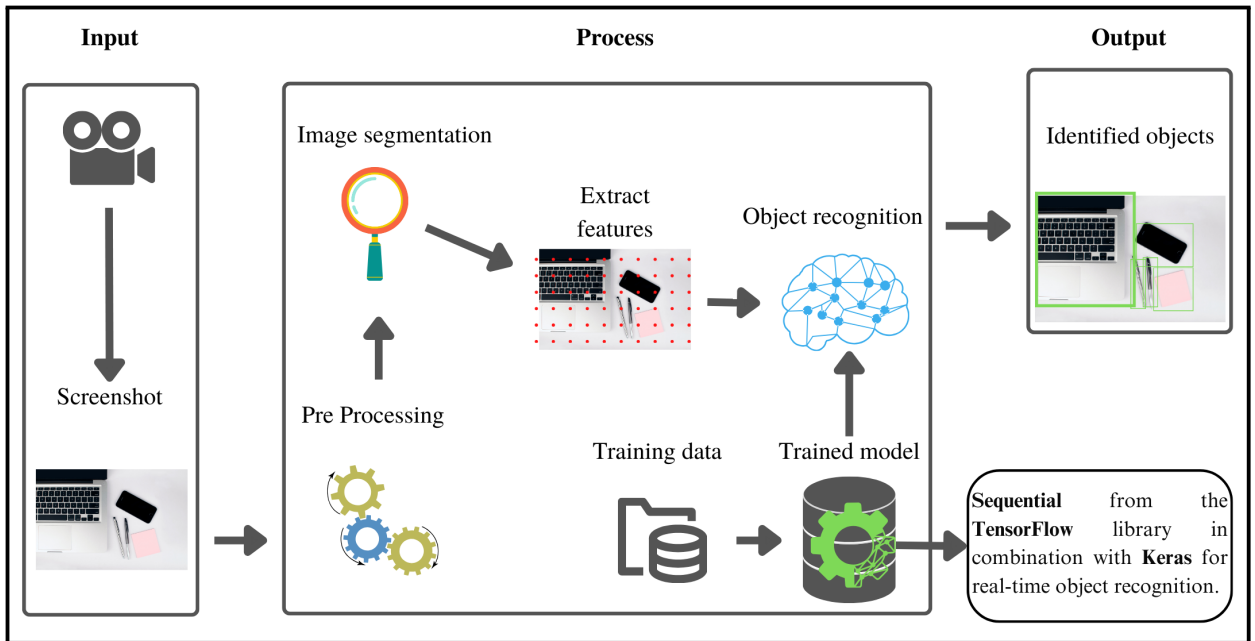 Input
Process
Output
Image segmentation
Identified objects
Extract
features
Object recognition
Screenshot
Pre Processing
Training data
Trained model
Sequential from the
TensorFlow library in
combination with Keras for
real-time object recognition.